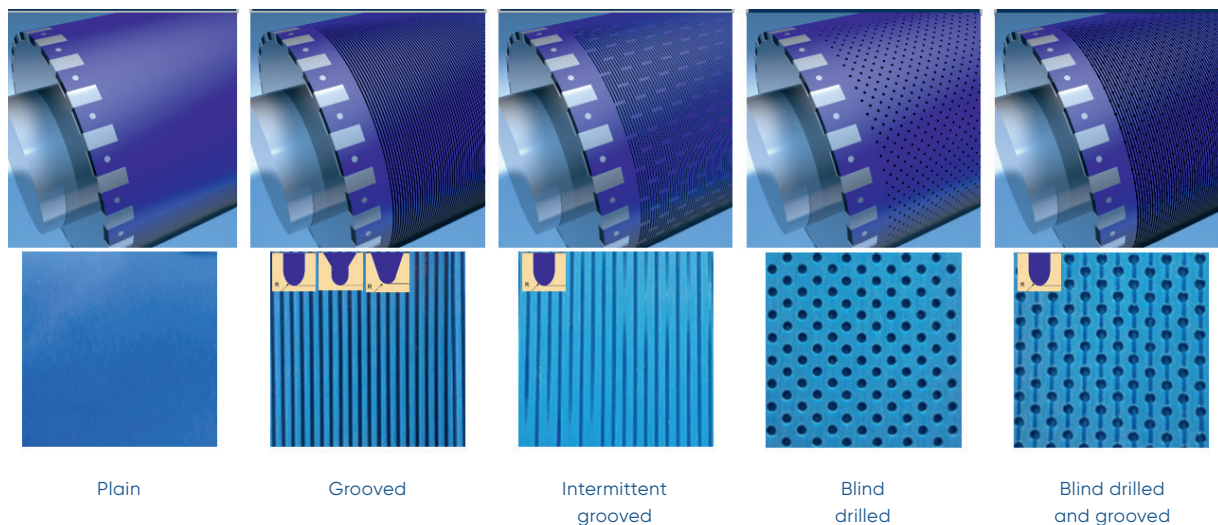 R
R
R
R
Plain
Grooved
Intermittent
grooved
Blind
drilled
Blind drilled
and grooved